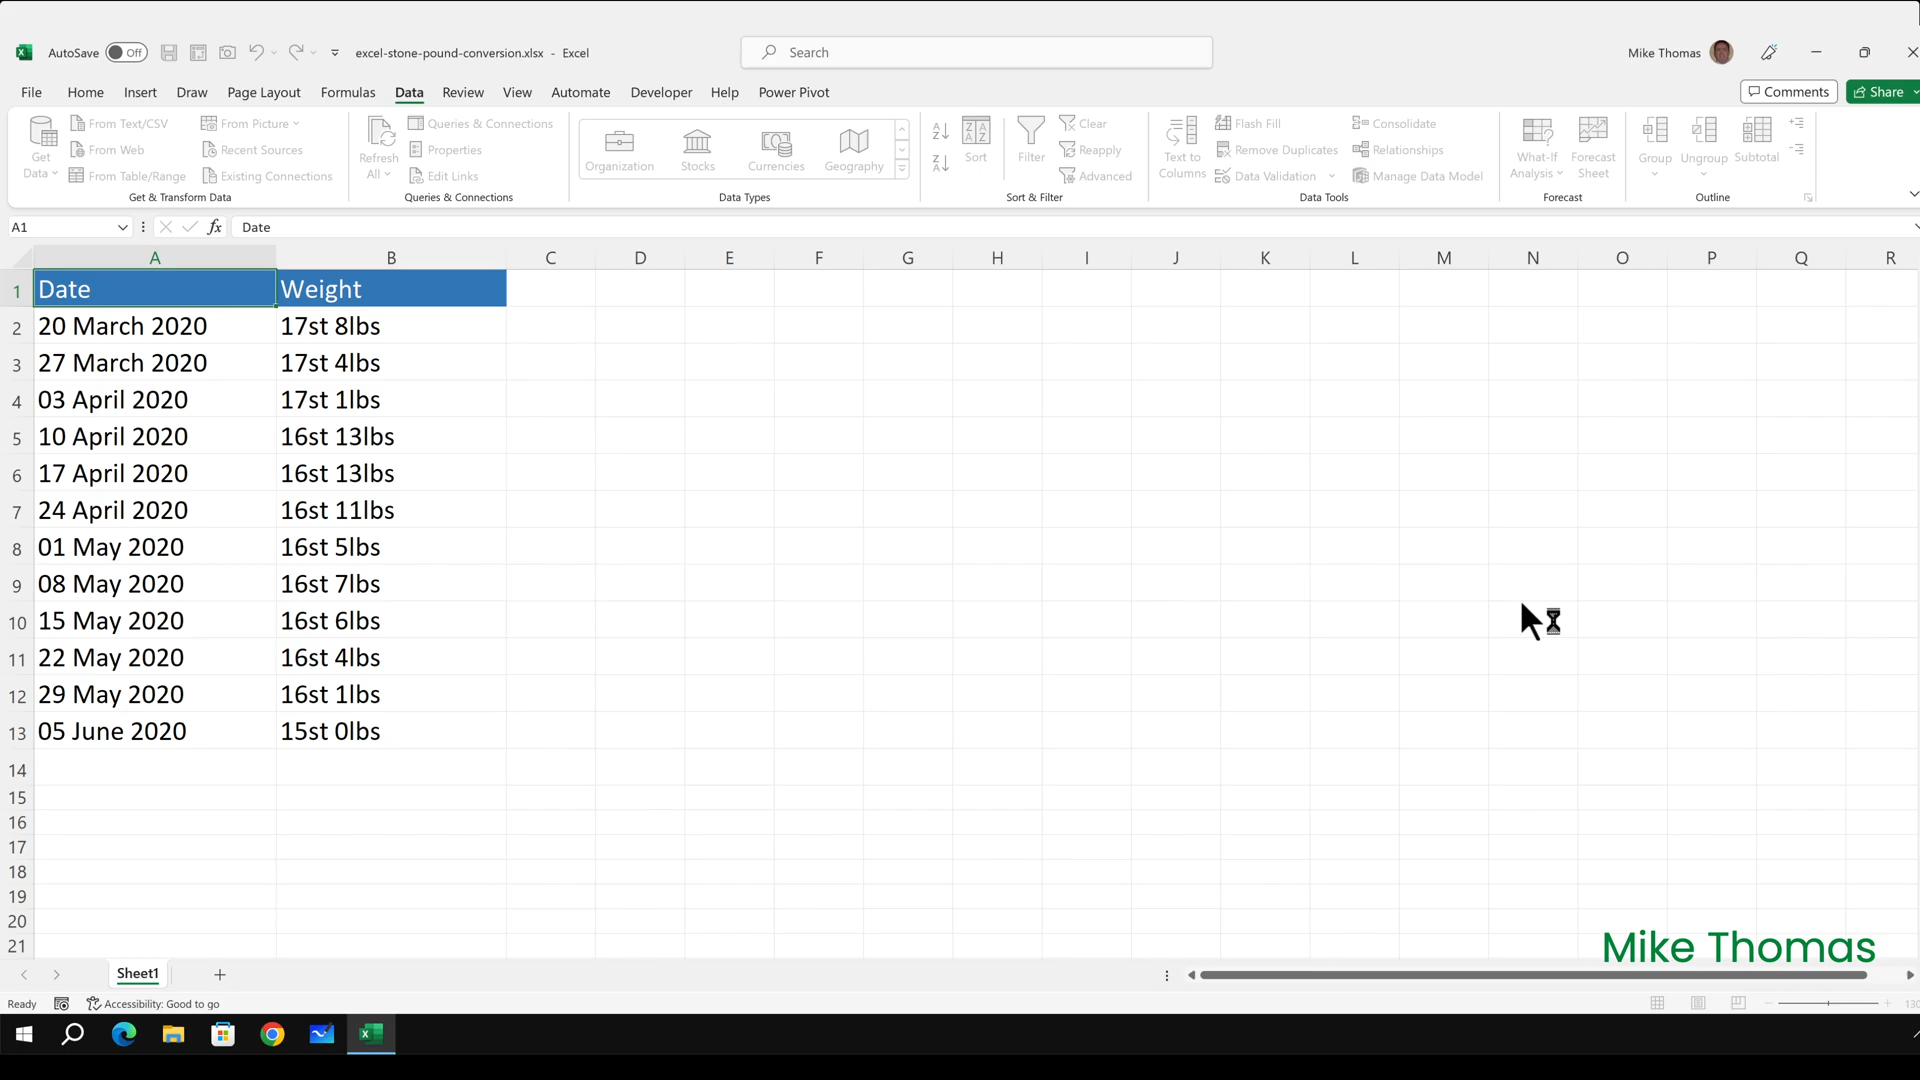 AutoSave Off excel-stone-pound-conversion.xlsx - Excel Search Mike Thomas
File Home Insert Draw Page Layout Formulas Data Review View Automate Developer Help Power Pivot Comments Share
Get Data
From Text/CSV
From Web
From Table/Range
From Picture
Recent Sources
Existing Connections
Get & Transform Data
Refresh All
Queries & Connections
Properties
Edit Links
Queries & Connections
Organization Stocks Currencies Geography
Data Types
Sort
Filter
Clear
Reapply
Advanced
Sort & Filter
Text to Columns
Flash Fill
Remove Duplicates
Data Validation
Consolidate
Relationships
Manage Data Model
Data Tools
What-If Analysis
Forecast Sheet
Forecast
Group Ungroup Subtotal
Outline
A1 fx Date
A B C D E F G H I J K L M N O P Q R
1 Date Weight
2 20 March 2020 17st 8lbs
3 27 March 2020 17st 4lbs
4 03 April 2020 17st 1lbs
5 10 April 2020 16st 13lbs
6 17 April 2020 16st 13lbs
7 24 April 2020 16st 11lbs
8 01 May 2020 16st 5lbs
9 08 May 2020 16st 7lbs
10 15 May 2020 16st 6lbs
11 22 May 2020 16st 4lbs
12 29 May 2020 16st 1lbs
13 05 June 2020 15st 0lbs
14
15
16
17
18
19
20
21
Mike Thomas
Sheet1
Ready Accessibility: Good to go 130